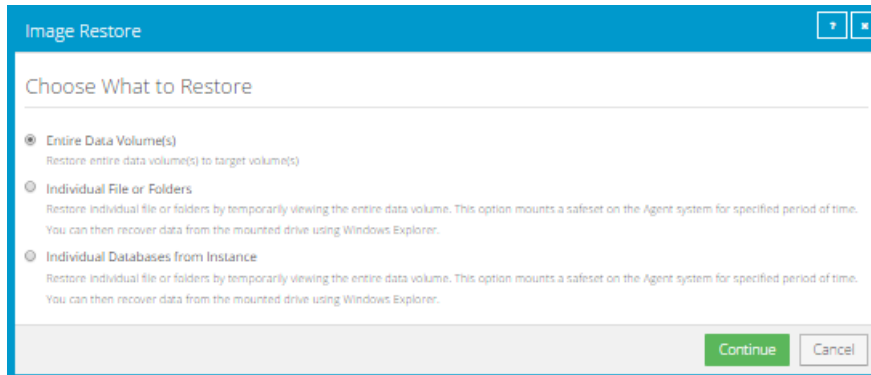 Image Restore
?
Choose What to Restore
Entire Data Volume(s)
Restore entire data volume(s) to target volume(s)
Individual File or Folders
Restore individual file or folders by temporarily viewing the entire data volume. This option mounts a safeset on the Agent system for specified period of time.
You can then recover data from the mounted drive using Windows Explorer.
Individual Databases from Instance
Restore individual file or folders by temporarily viewing the entire data volume. This option mounts a safeset on the Agent system for specified period of time.
You can then recover data from the mounted drive using Windows Explorer.
Continue Cancel